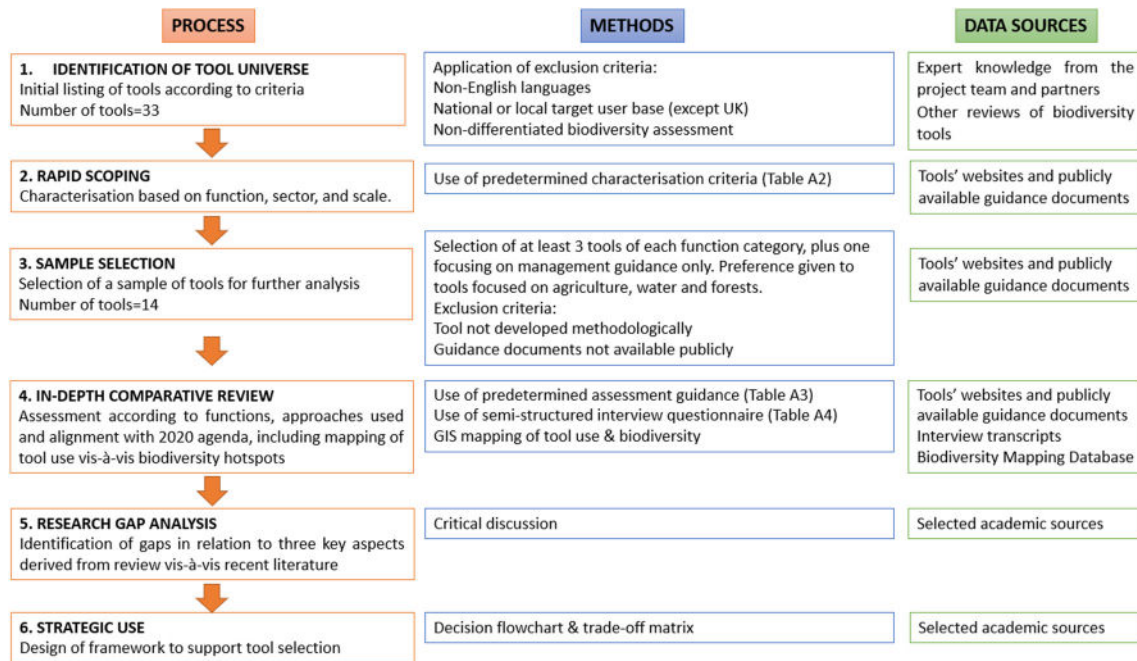 PROCESS
METHODS
DATA SOURCES
1. IDENTIFICATION OF TOOL UNIVERSE
Initial listing of tools according to criteria
Number of tools=33
Application of exclusion criteria:
Non-English languages
National or local target user base (except UK)
Non-differentiated biodiversity assessment
Expert knowledge from the
project team and partners
Other reviews of biodiversity
tools
2. RAPID SCOPING
Characterisation based on function, sector, and scale.
Use of predetermined characterisation criteria (Table A2)
Tools’ websites and publicly
available guidance documents
3. SAMPLE SELECTION
Selection of a sample of tools for further analysis
Number of tools=14
Selection of at least 3 tools of each function category, plus one
focusing on management guidance only. Preference given to
tools focused on agriculture, water and forests.
Exclusion criteria:
Tool not developed methodologically
Guidance documents not available publicly
Tools’ websites and publicly
available guidance documents
4. IN-DEPTH COMPARATIVE REVIEW
Assessment according to functions, approaches used
and alignment with 2020 agenda, including mapping of
tool use vis-à-vis biodiversity hotspots
Use of predetermined assessment guidance (Table A3)
Use of semi-structured interview questionnaire (Table A4)
GIS mapping of tool use & biodiversity
Tools’ websites and publicly
available guidance documents
Interview transcripts
Biodiversity Mapping Database
5. RESEARCH GAP ANALYSIS
Identification of gaps in relation to three key aspects
derived from review vis-à-vis recent literature
Critical discussion
Selected academic sources
6. STRATEGIC USE
Design of framework to support tool selection
Decision flowchart & trade-off matrix
Selected academic sources